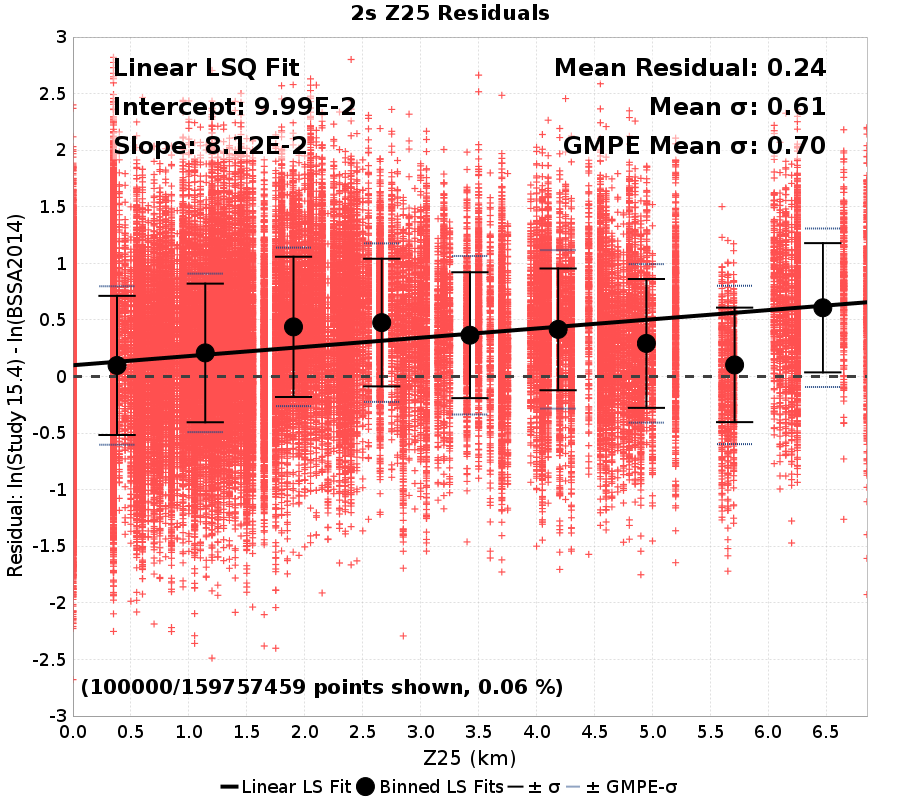 2s Z25 Residuals
Linear LSQ Fit
Intercept: 9.99E-2
Slope: 8.12E-2
Mean Residual: 0.24
Mean σ: 0.61
GMPE Mean σ: 0.70
Residual: ln(Study 15.4) - ln(BSSA2014)
3
2.5
2
1.5
1
0.5
0
-0.5
-1
-1.5
-2
-2.5
-3
(100000/159757459 points shown, 0.06 %)
0.0 0.5 1.0 1.5 2.0 2.5 3.0 3.5 4.0 4.5 5.0 5.5 6.0 6.5
Z25 (km)
Linear LS Fit Binned LS Fits ± σ ± GMPE-σ